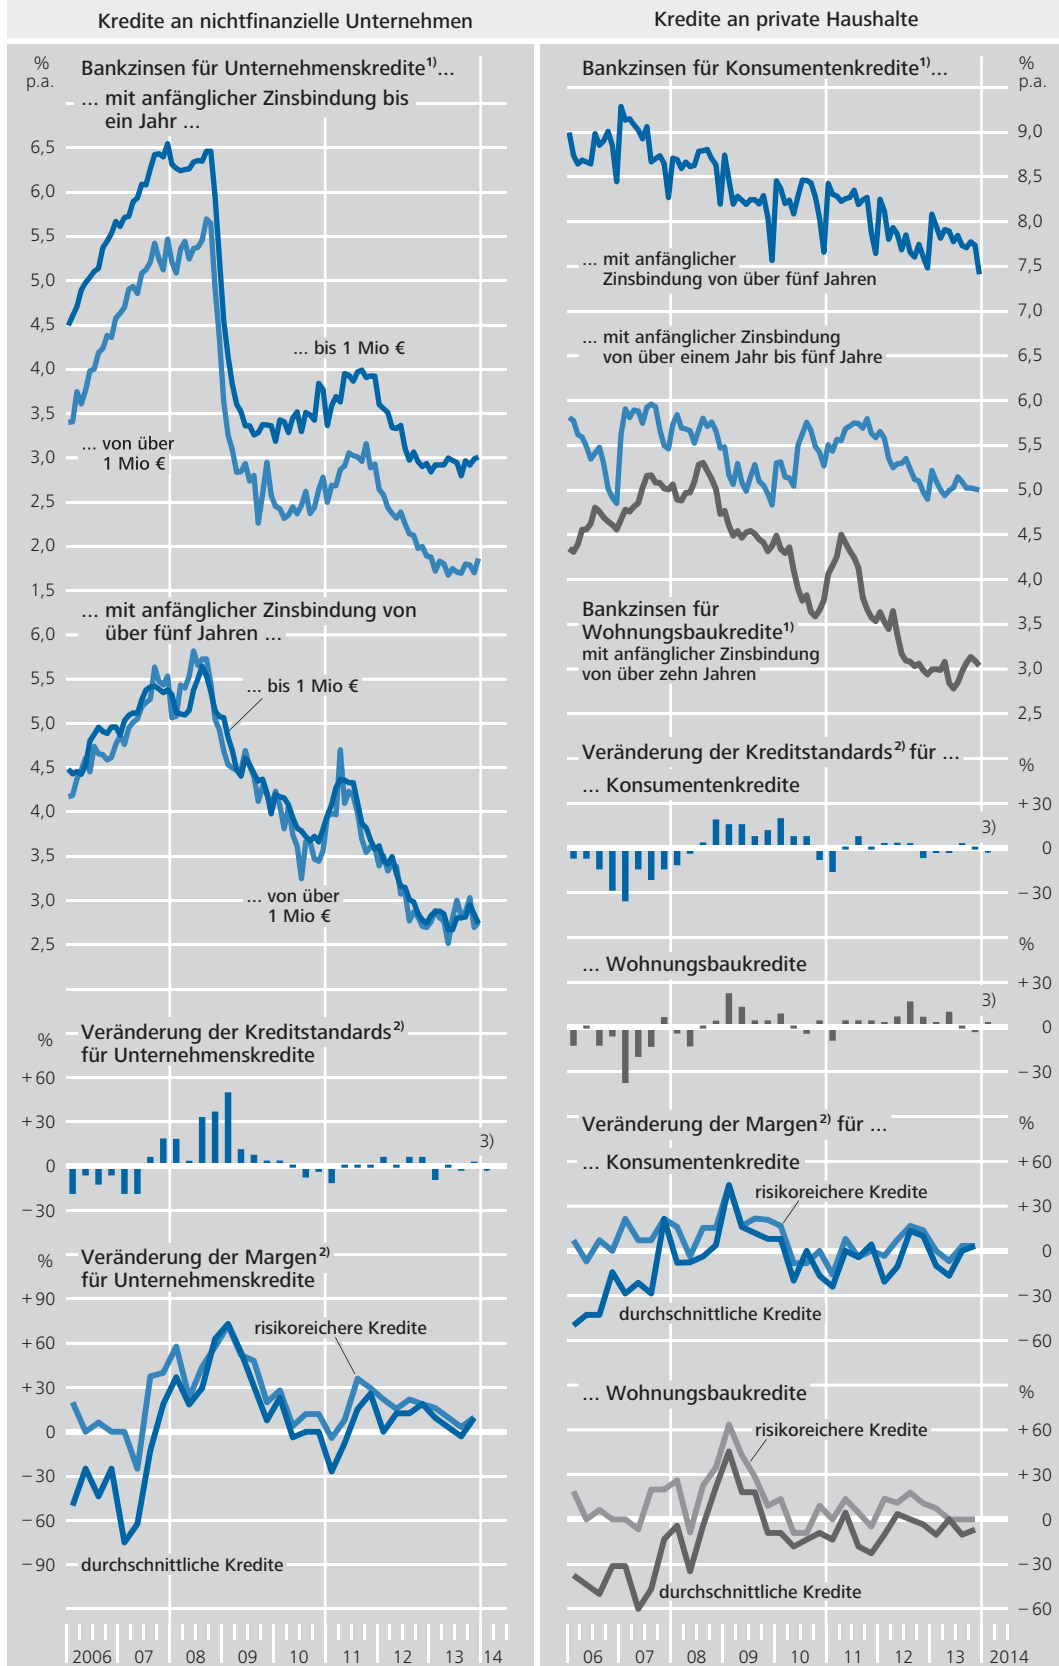 Kredite an nichtfinanzielle Unternehmen
%
p.a.
Bankzinsen für Unternehmenskredite1)...
... mit anfänglicher Zinsbindung bis
ein Jahr ...
6,5
6,0
5,5
5,0
4,5
4,0
3,5
3,0
2,5
2,0
1,5
... bis 1 Mio €
... von über
1 Mio €
... mit anfänglicher Zinsbindung von
über fünf Jahren ...
6,0
5,5
5,0
4,5
4,0
3,5
3,0
2,5
... bis 1 Mio €
... von über
1 Mio €
Veränderung der Kreditstandards2)
für Unternehmenskredite
%
+60
+30
0
−30
3)
Veränderung der Margen2)
für Unternehmenskredite
%
+90
+60
+30
0
−30
−60
−90
risikoreichere Kredite
durchschnittliche Kredite
2006 07 08 09 10 11 12 13 14
Kredite an private Haushalte
%
p.a.
Bankzinsen für Konsumentenkredite1)...
9,0
8,5
8,0
7,5
7,0
6,5
6,0
5,5
5,0
4,5
4,0
3,5
3,0
2,5
... mit anfänglicher
Zinsbindung von über fünf Jahren
... mit anfänglicher Zinsbindung
von über einem Jahr bis fünf Jahre
Bankzinsen für
Wohnungsbaukredite1)
mit anfänglicher Zinsbindung
von über zehn Jahren
Veränderung der Kreditstandards2) für ...
... Konsumentenkredite
%
+30
0
−30
3)
... Wohnungsbaukredite
%
+30
0
−30
3)
Veränderung der Margen2) für ...
... Konsumentenkredite
%
+60
+30
0
−30
−60
risikoreichere Kredite
durchschnittliche Kredite
... Wohnungsbaukredite
%
+60
+30
0
−30
−60
risikoreichere Kredite
durchschnittliche Kredite
06 07 08 09 10 11 12 13 2014